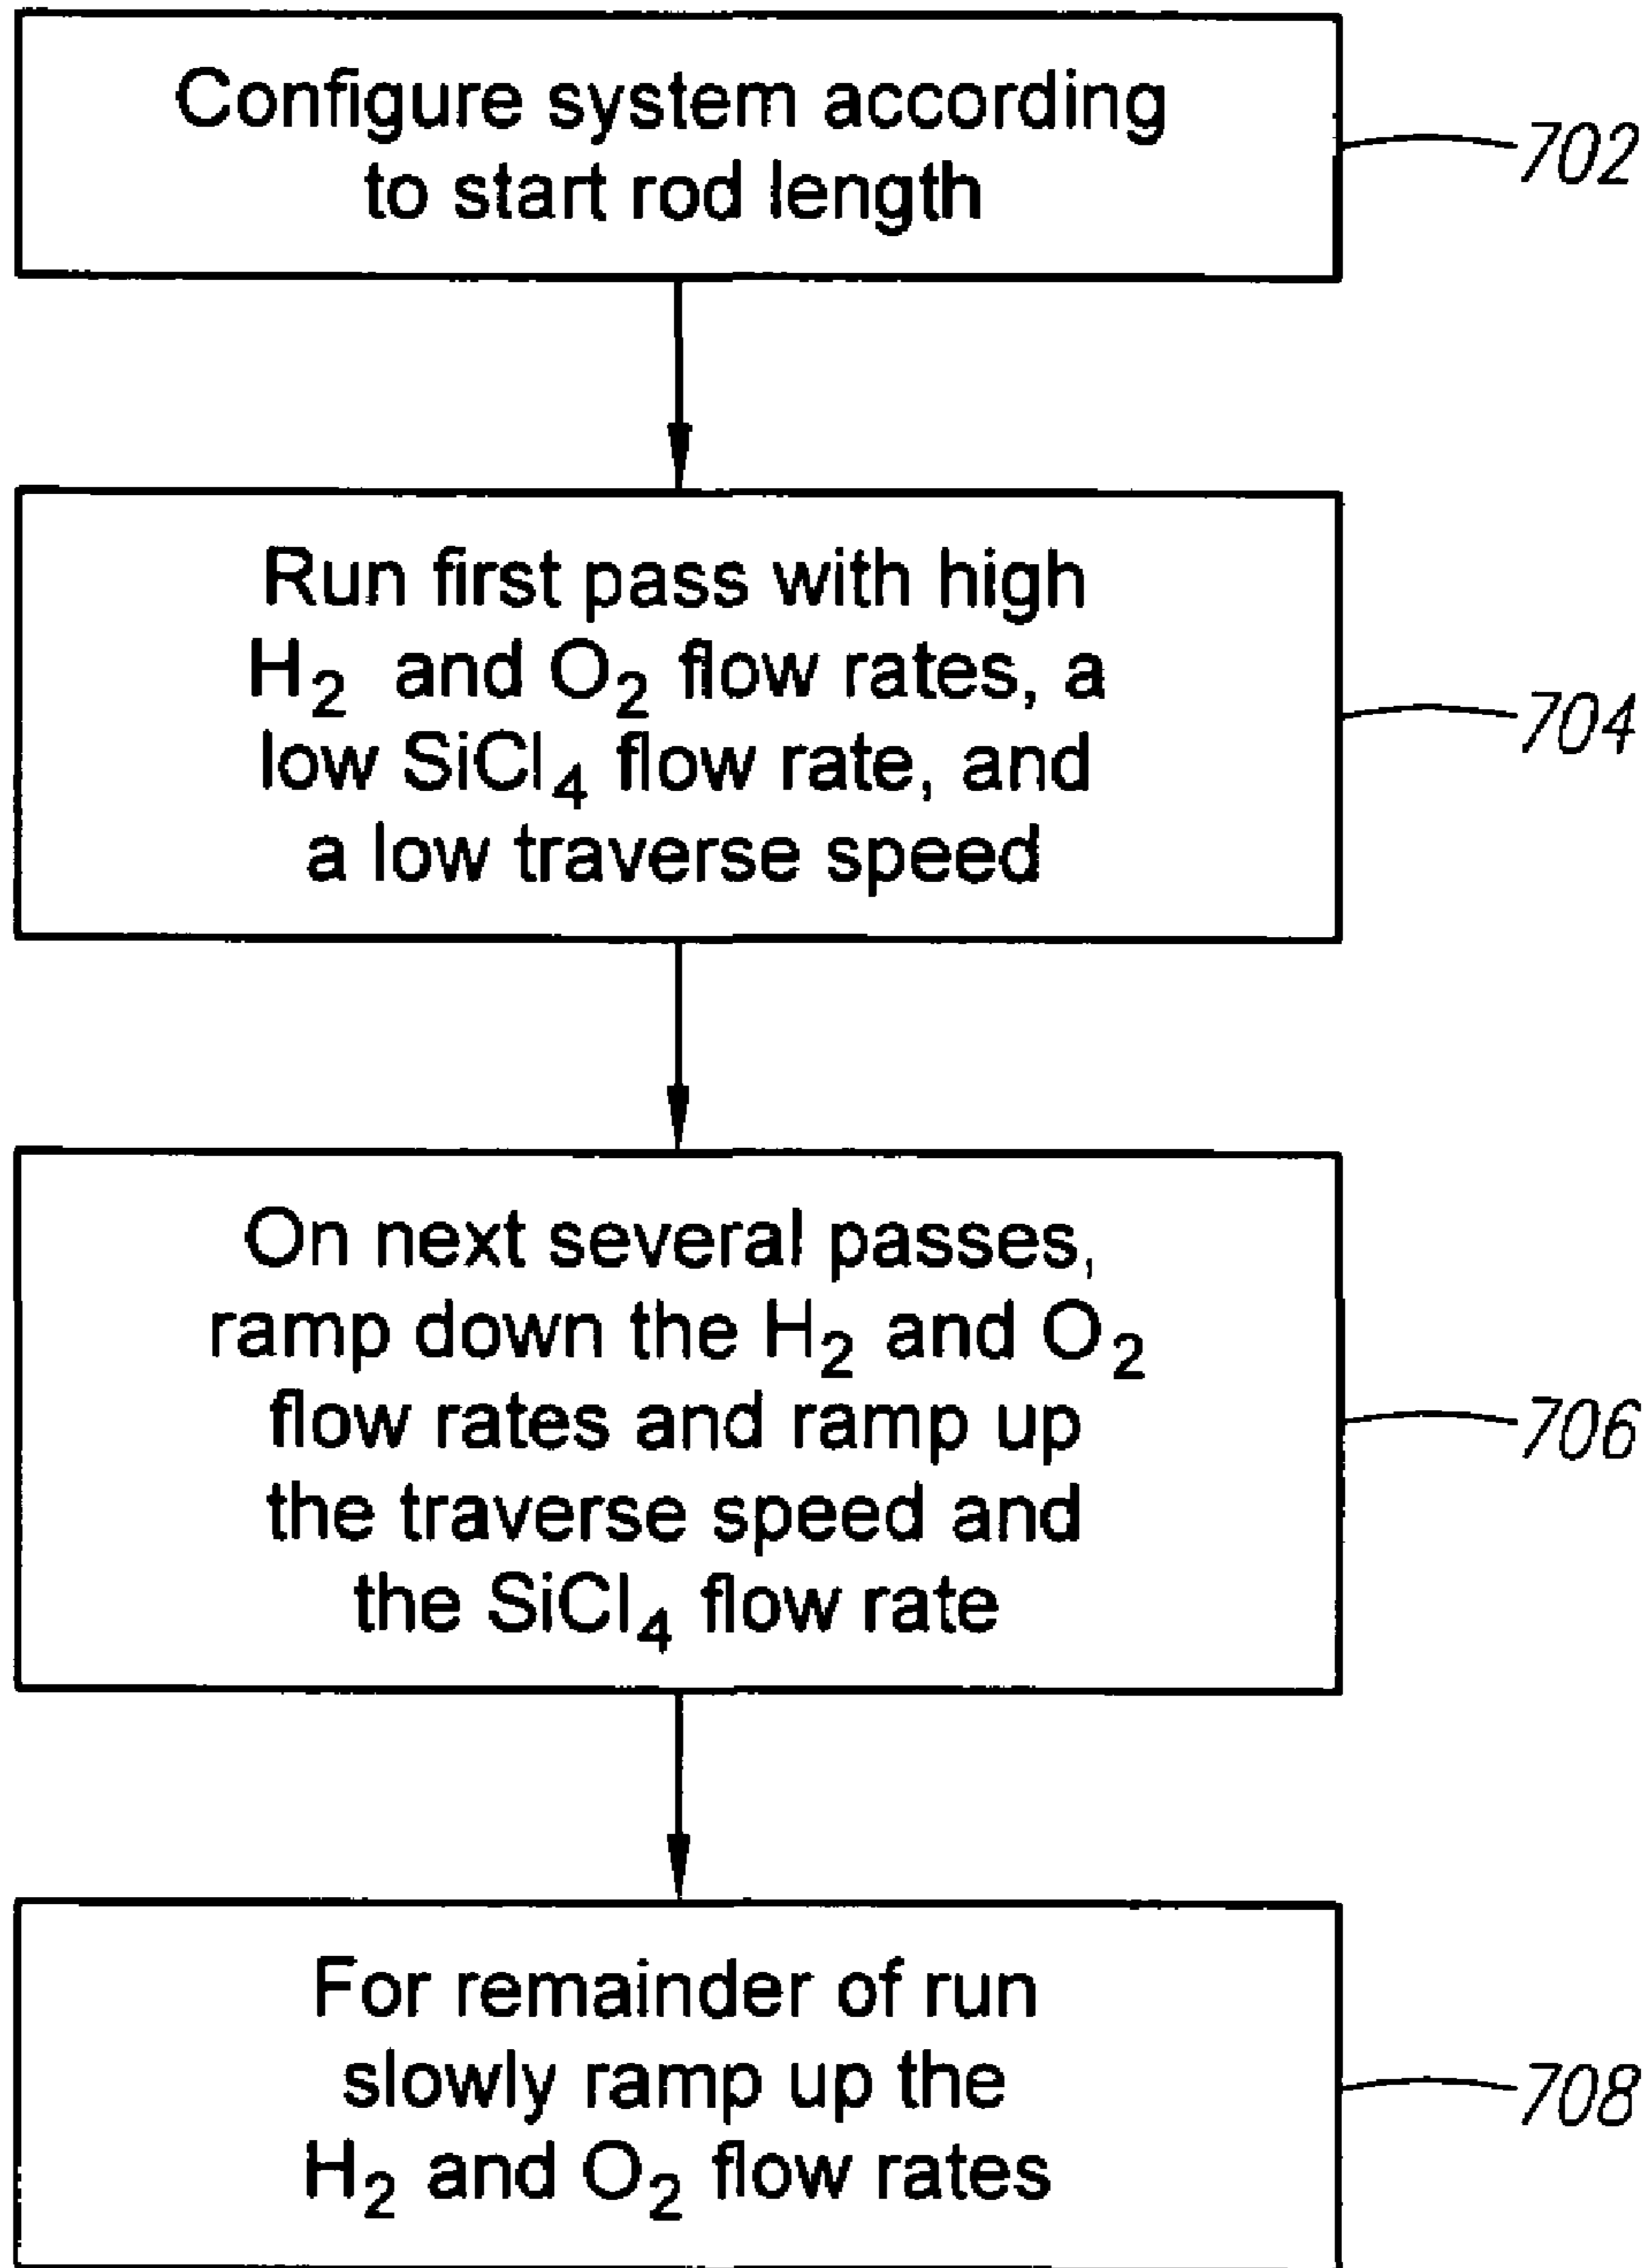 Configure system according
to start rod length
702
Run first pass with high
H₂ and O₂ flow rates, a
low SiCl₄ flow rate, and
a low traverse speed
704
On next several passes,
ramp down the H₂ and O₂
flow rates and ramp up
the traverse speed and
the SiCl₄ flow rate
706
For remainder of run
slowly ramp up the
H₂ and O₂ flow rates
708